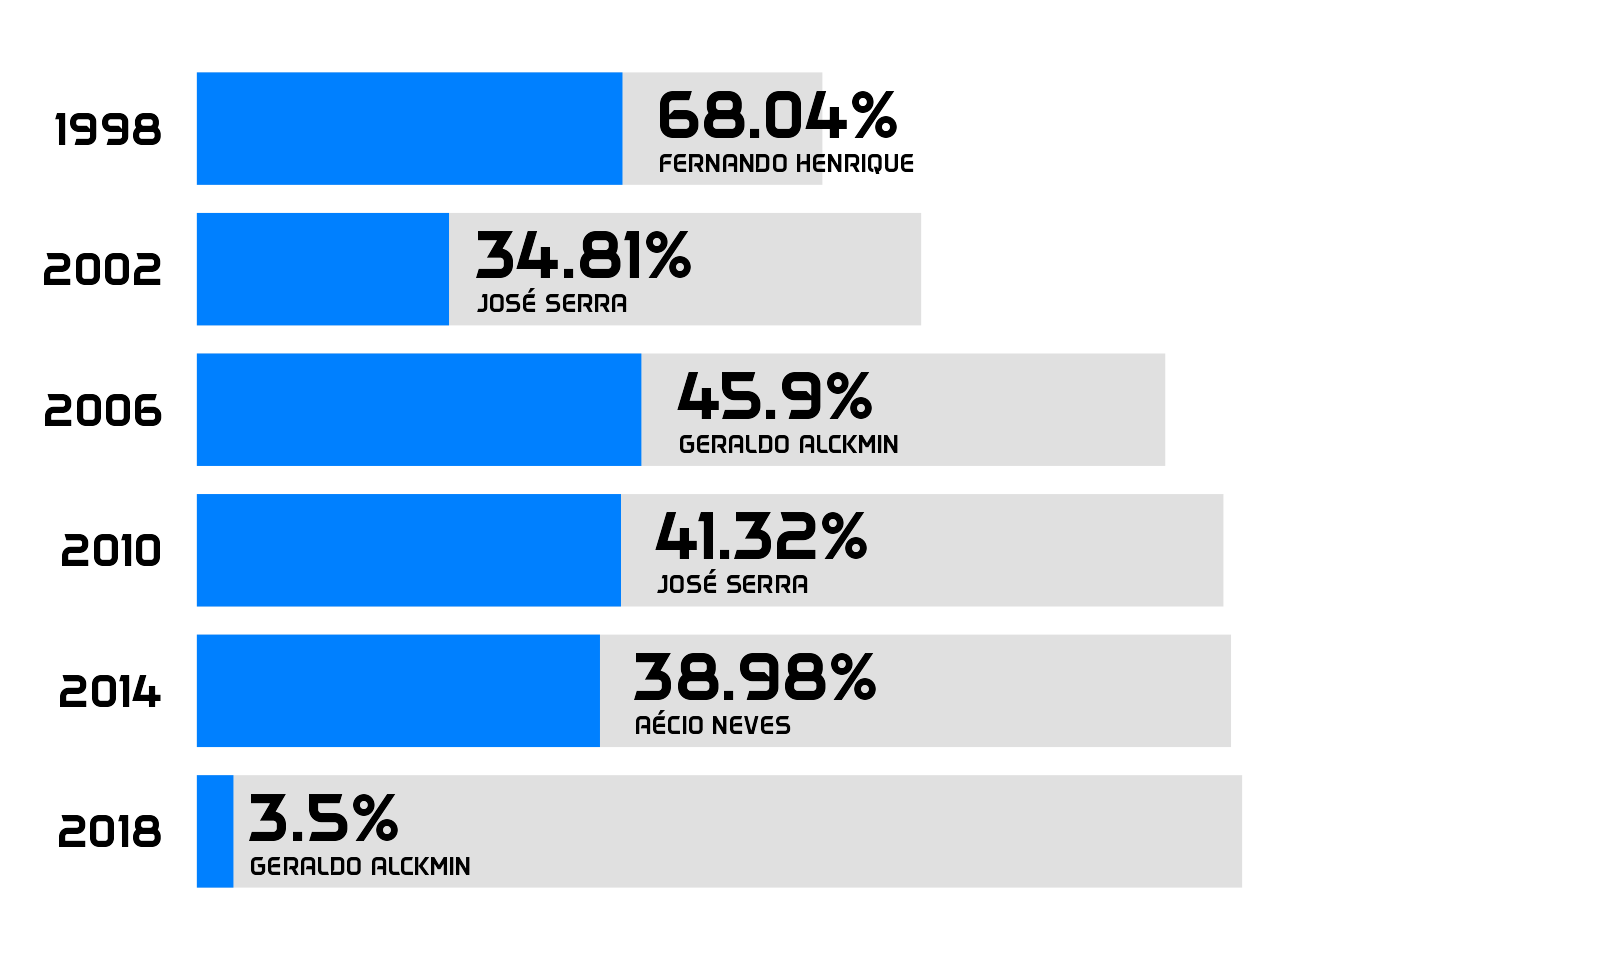 1998
68.04%
FERNANDO HENRIQUE
2002
34.81%
JOSÉ SERRA
2006
45.9%
GERALDO ALCKMIN
2010
41.32%
JOSÉ SERRA
2014
38.98%
AÉCIO NEVES
2018
3.5%
GERALDO ALCKMIN